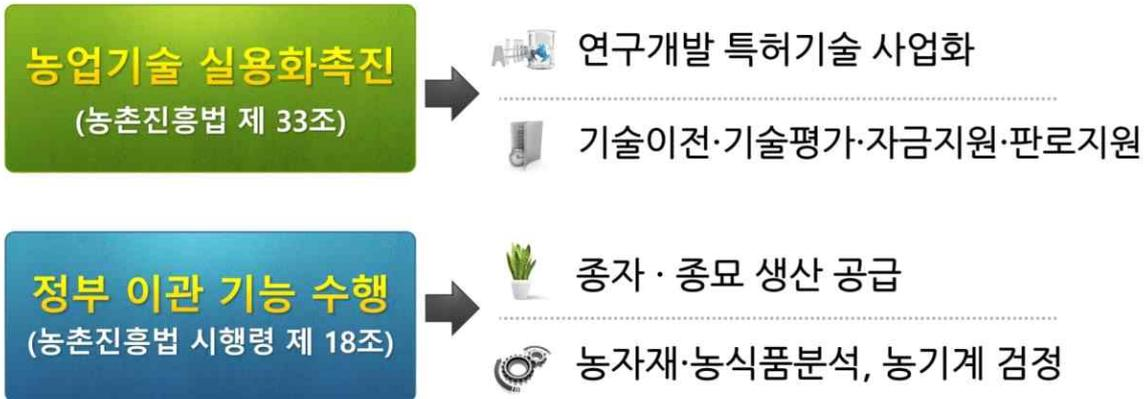 농업기술 실용화촉진
(농촌진흥법 제 33조)
연구개발 특허기술 사업화
기술이전·기술평가·자금지원·판로지원
정부 이관 기능 수행
(농촌진흥법 시행령 제 18조)
종자 · 종묘 생산 공급
농자재·농식품분석, 농기계 검정